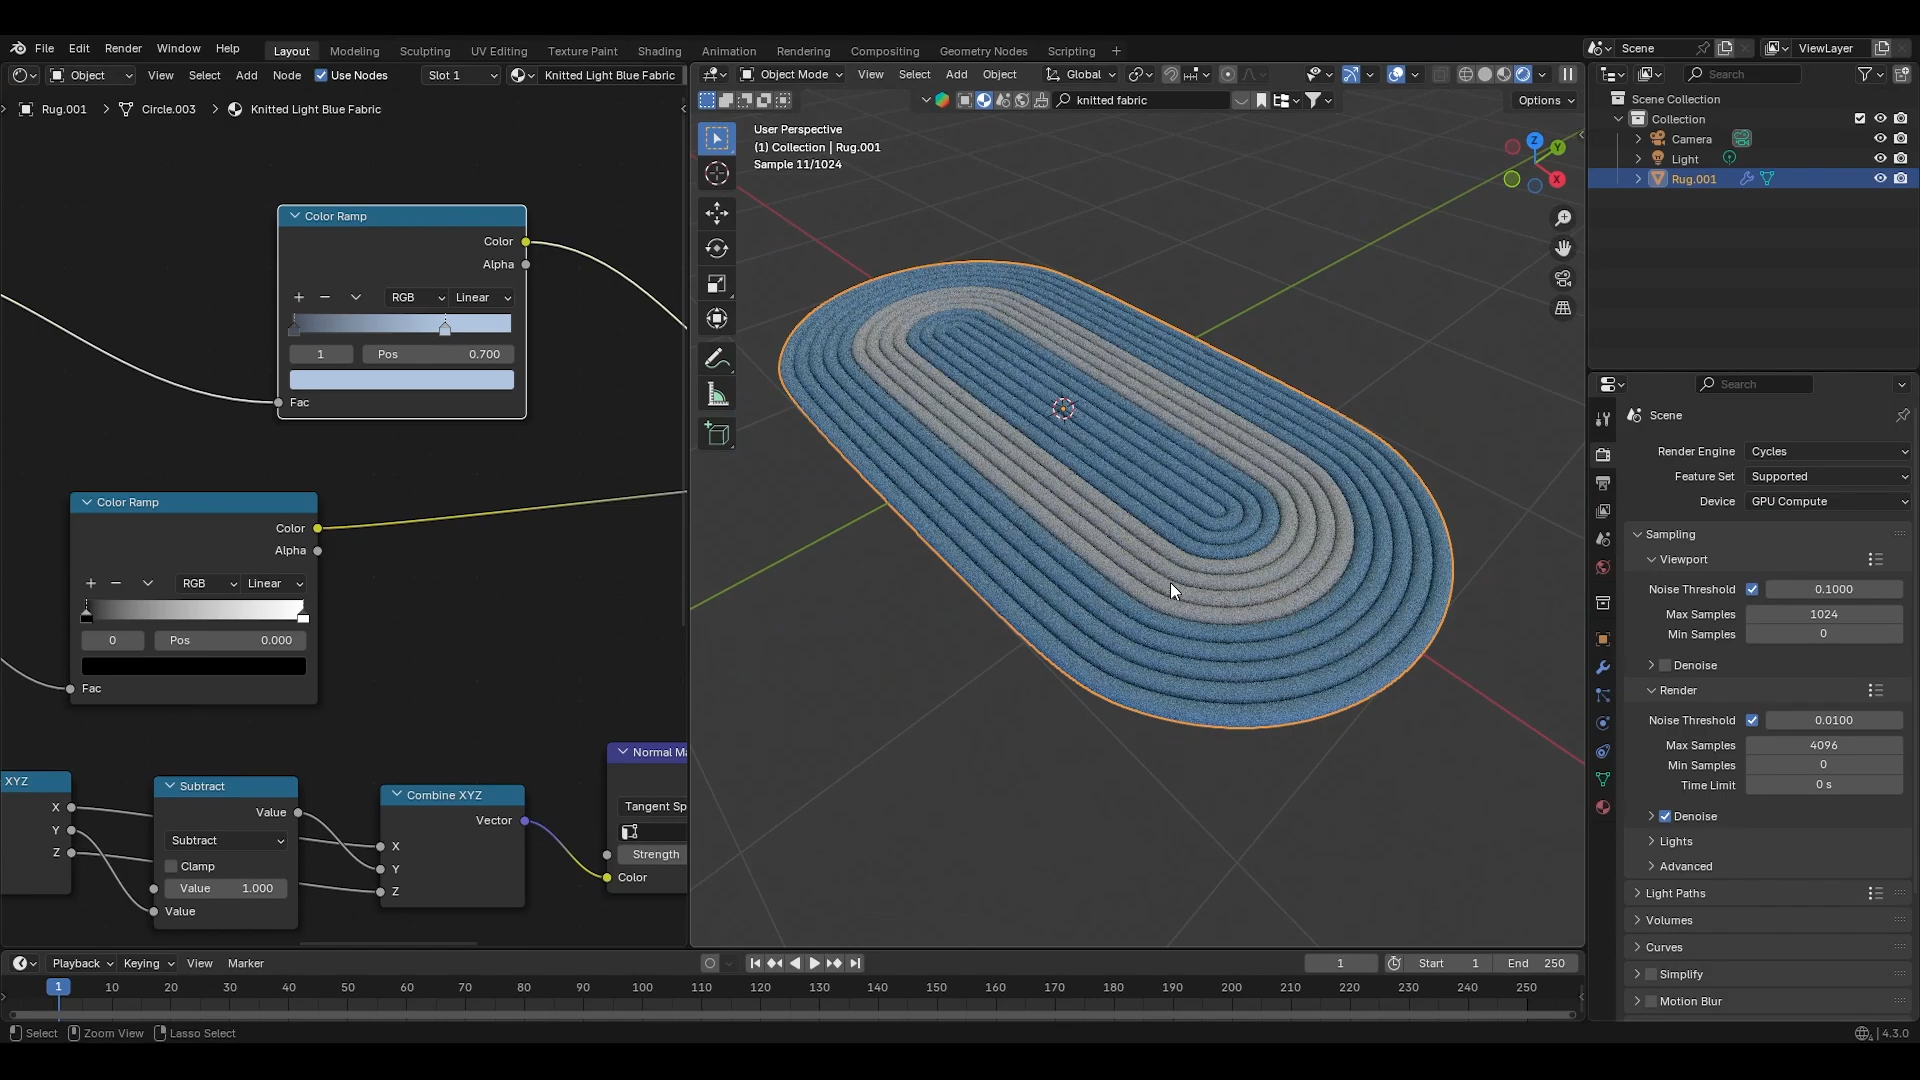 File Edit Render Window Help Layout Modeling Sculpting UV Editing Texture Paint Shading Animation Rendering Compositing Geometry Nodes Scripting + Scene ViewLayer
Object View Select Add Node Use Nodes Slot 1 Knitted Light Blue Fabric
Object Mode View Select Add Object Global
Search
Rug.001 > Circle.003 > Knitted Light Blue Fabric
knitted fabric Options
User Perspective
(1) Collection | Rug.001
Sample 11/1024
Z
Y
X
Scene Collection
Collection
Camera
Light
Rug.001
Color Ramp
Color
Alpha
RGB Linear
1 Pos 0.700
Fac
Color Ramp
Color
Alpha
RGB Linear
0 Pos 0.000
Fac
XYZ
X
Y
Z
Subtract
Value
Subtract
Clamp
Value 1.000
Value
Combine XYZ
Vector
X
Y
Z
Normal Ma
Tangent Sp
Strength
Color
Search
Scene
Render Engine Cycles
Feature Set Supported
Device GPU Compute
Sampling
Viewport
Noise Threshold 0.1000
Max Samples 1024
Min Samples 0
Denoise
Render
Noise Threshold 0.0100
Max Samples 4096
Min Samples 0
Time Limit 0 s
Denoise
Lights
Advanced
Light Paths
Volumes
Curves
Simplify
Motion Blur
Playback Keying View Marker 1 Start 1 End 250
1 10 20 30 40 50 60 70 80 90 100 110 120 130 140 150 160 170 180 190 200 210 220 230 240 250
Select Zoom View Lasso Select 4.3.0